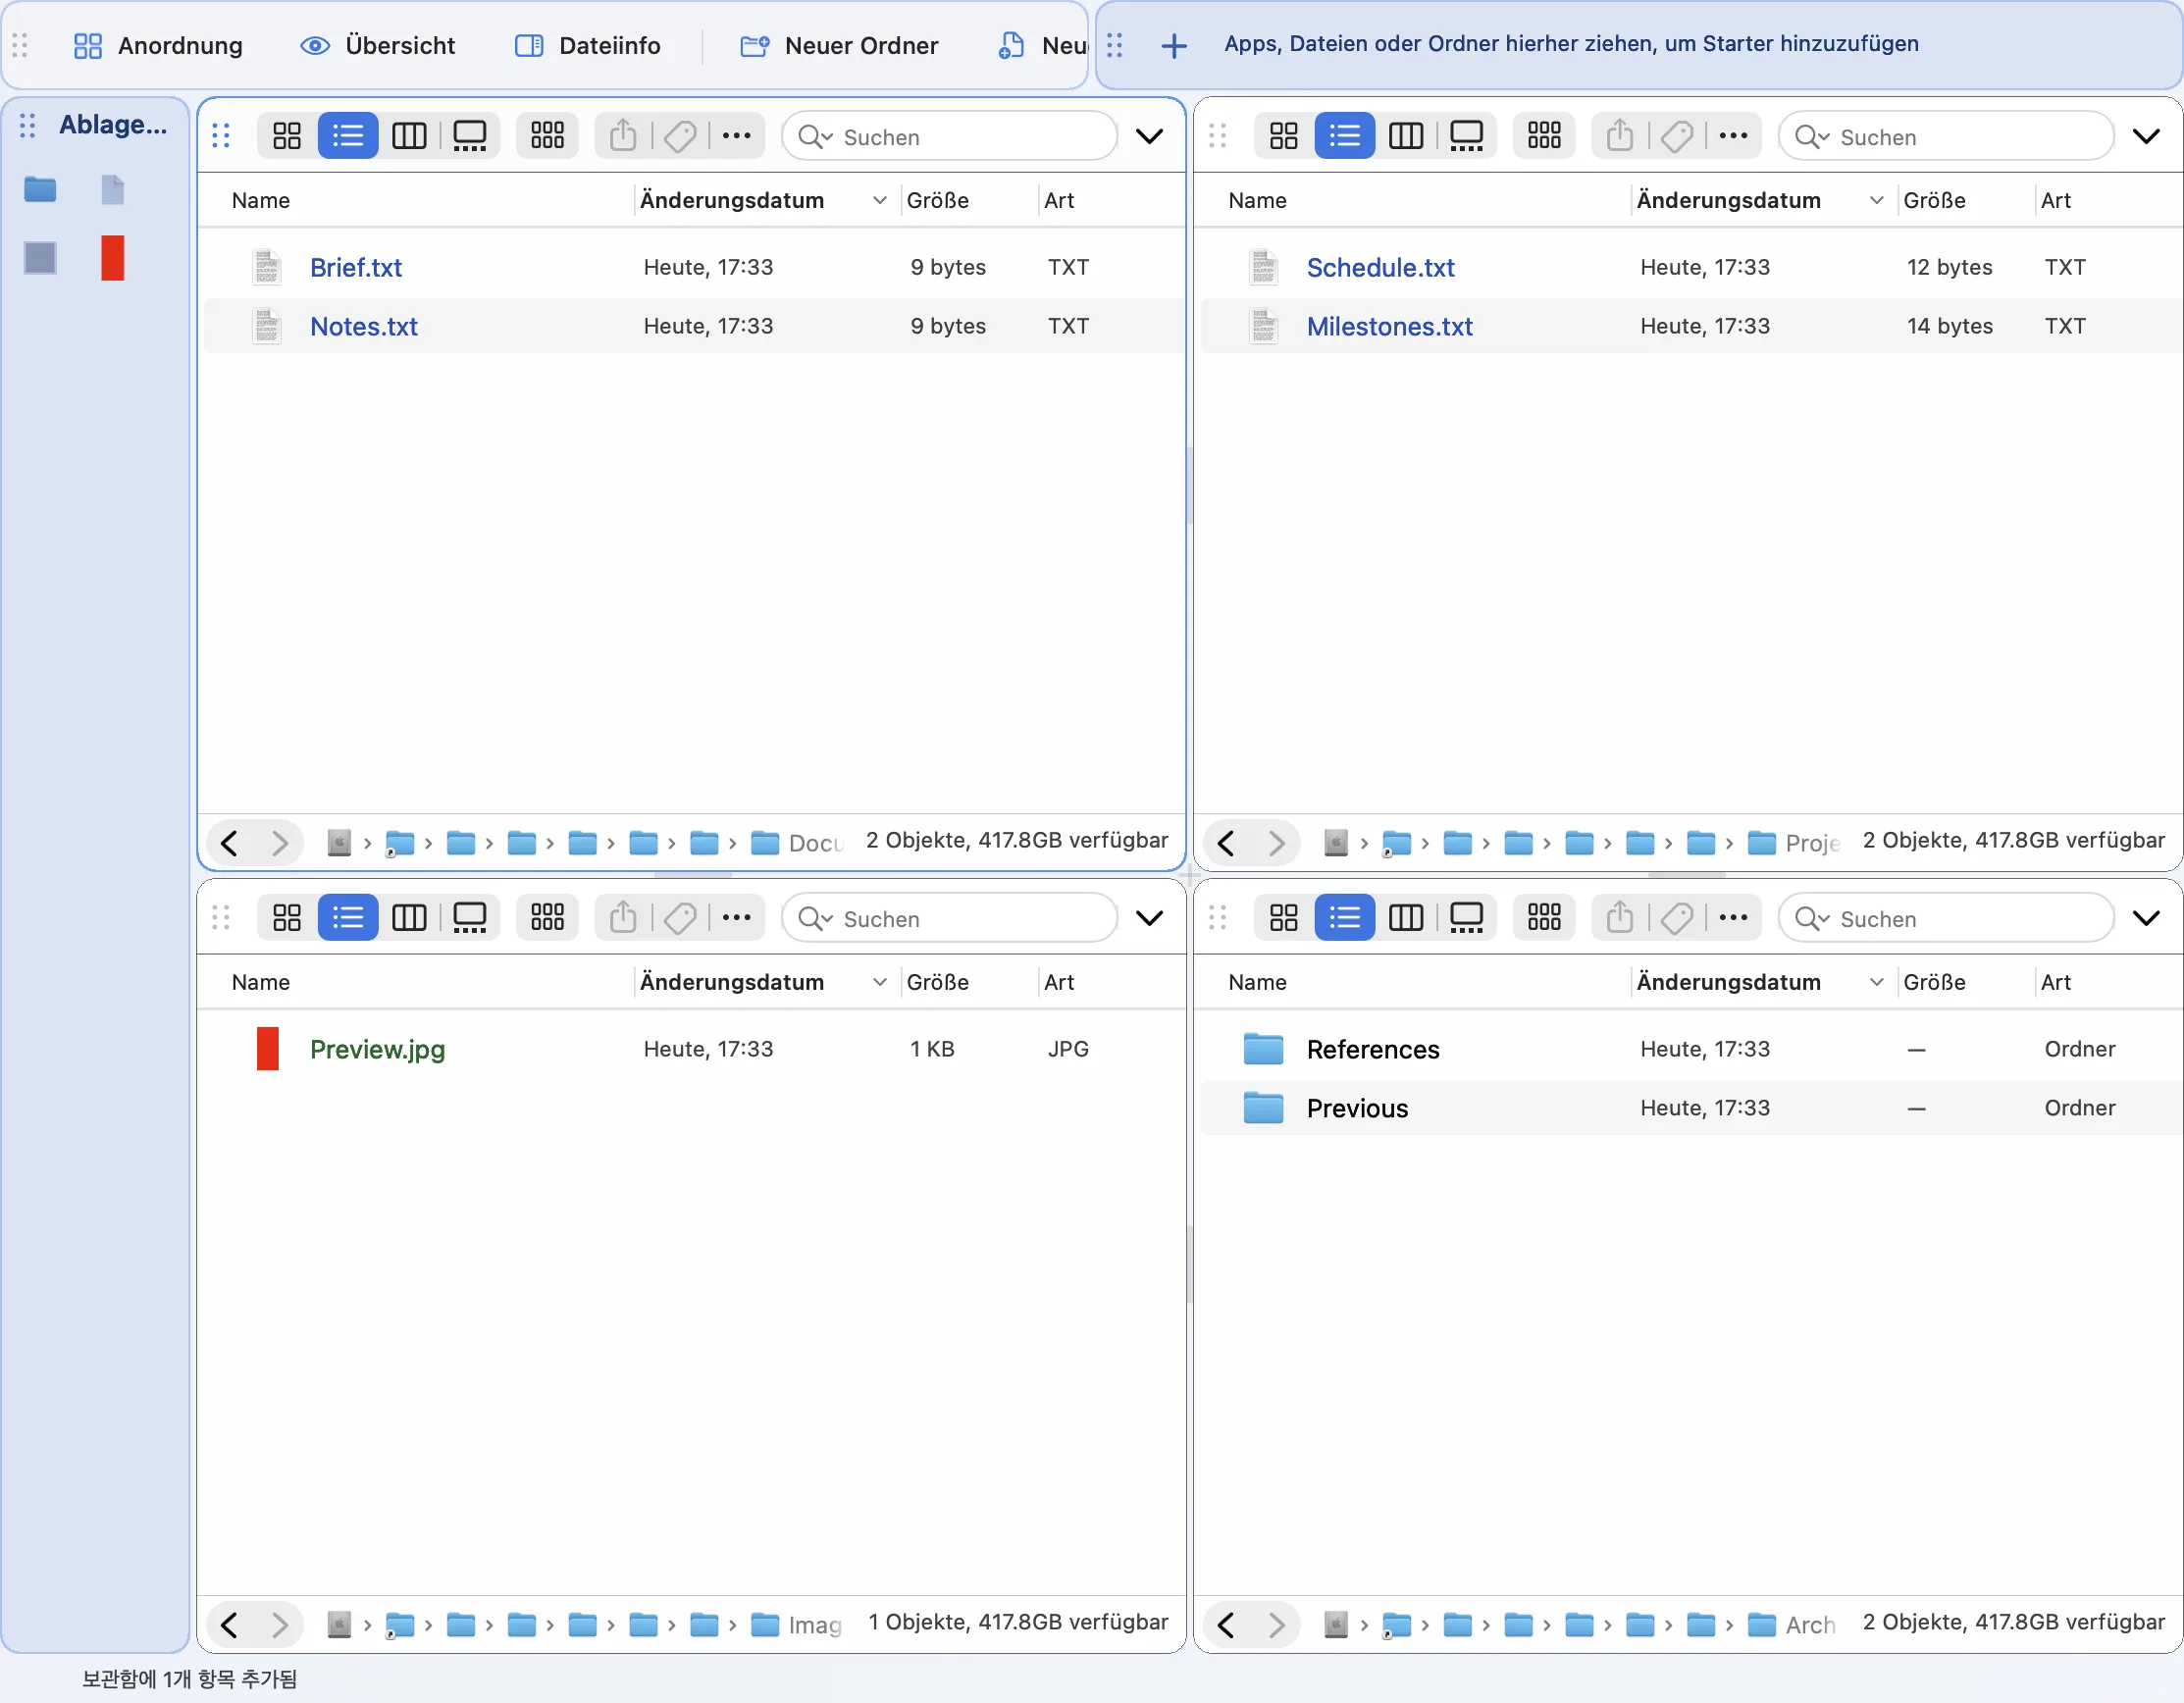 Anordnung Übersicht Dateiinfo Neuer Ordner Neu
Apps, Dateien oder Ordner hierher ziehen, um Starter hinzuzufügen
Ablage...
Suchen
Name Änderungsdatum Größe Art
Brief.txt Heute, 17:33 9 bytes TXT
Notes.txt Heute, 17:33 9 bytes TXT
Docu 2 Objekte, 417.8GB verfügbar
Suchen
Name Änderungsdatum Größe Art
Schedule.txt Heute, 17:33 12 bytes TXT
Milestones.txt Heute, 17:33 14 bytes TXT
Proje 2 Objekte, 417.8GB verfügbar
Suchen
Name Änderungsdatum Größe Art
Preview.jpg Heute, 17:33 1 KB JPG
Imag 1 Objekte, 417.8GB verfügbar
Suchen
Name Änderungsdatum Größe Art
References Heute, 17:33 — Ordner
Previous Heute, 17:33 — Ordner
Arch 2 Objekte, 417.8GB verfügbar
보관함에 1개 항목 추가됨